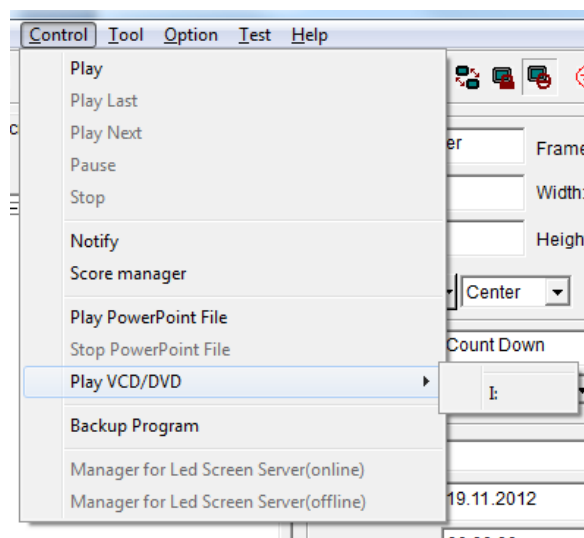 Control Tool Option Test Help
Play
Play Last
Play Next
Pause
Stop
Notify
Score manager
Play PowerPoint File
Stop PowerPoint File
Play VCD/DVD
I:
Backup Program
Manager for Led Screen Server(online)
Manager for Led Screen Server(offline)
er
Frame
Width:
Heigh
Center
Count Down
19.11.2012